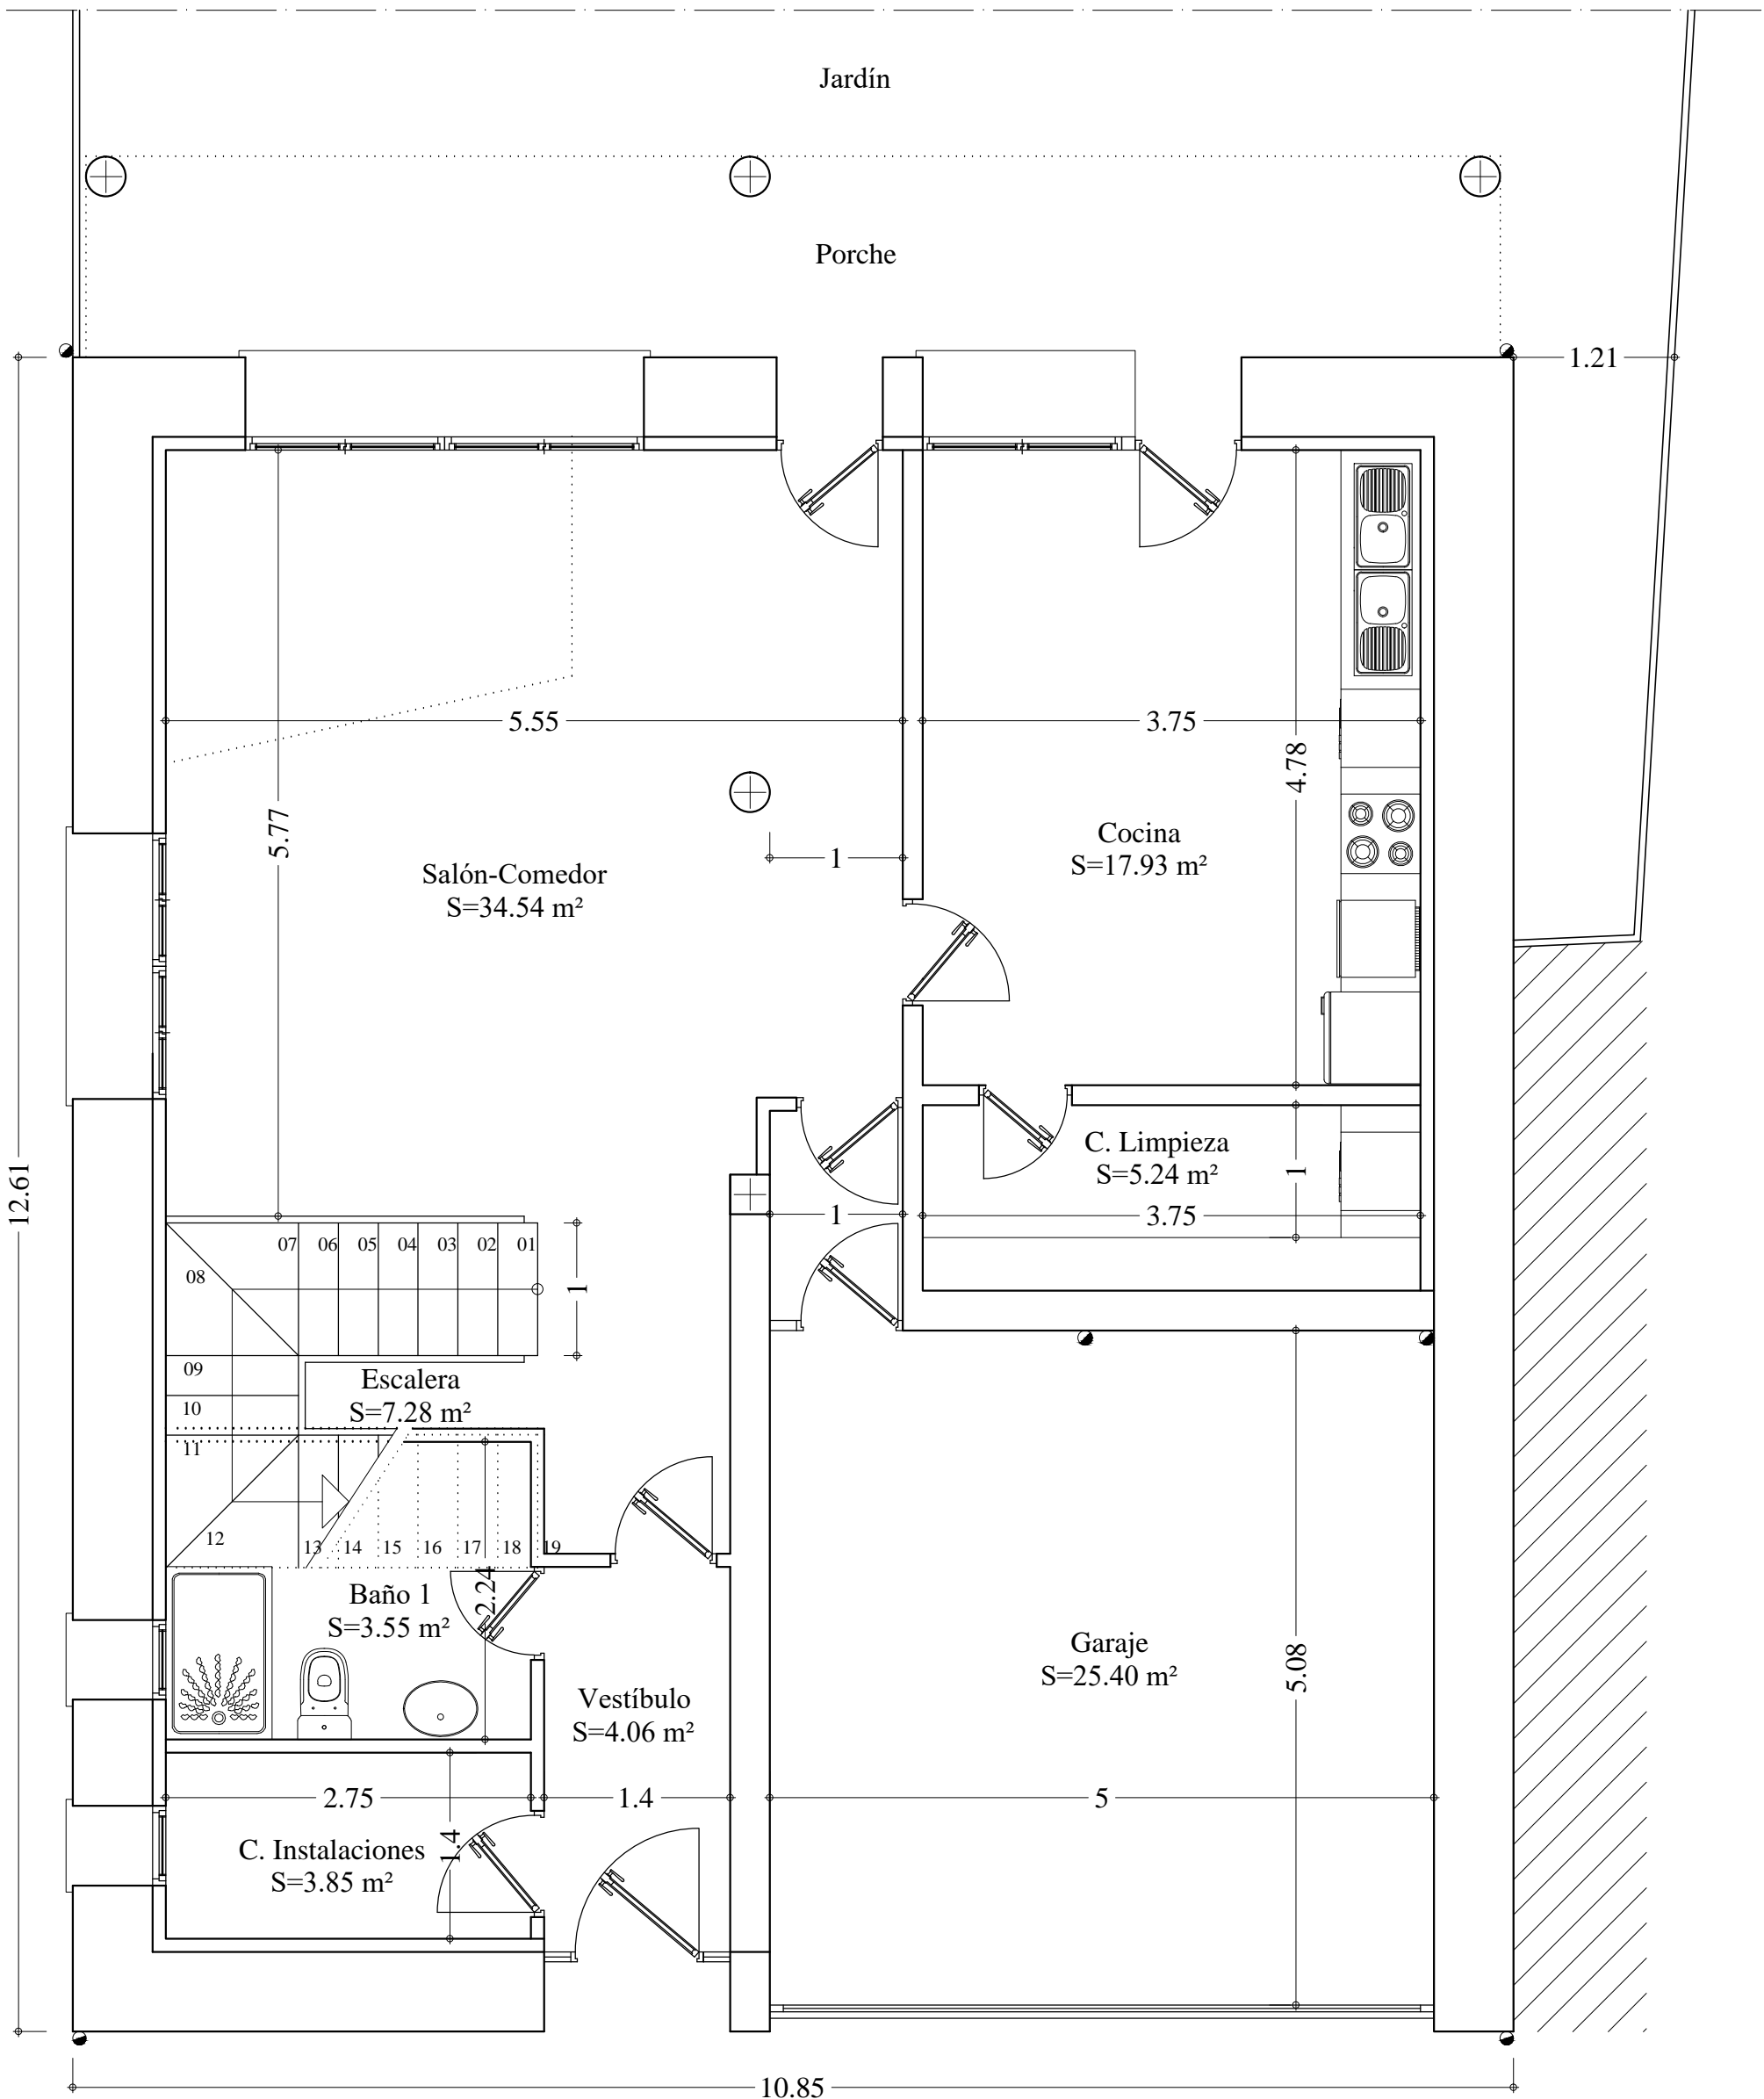 Jardín
Porche
1.21
5.55
3.75
4.78
5.77
Cocina
S=17.93 m²
1
Salón-Comedor
S=34.54 m²
C. Limpieza
S=5.24 m²
1
12.61
1
3.75
07 06 05 04 03 02 01
08
1
09
Escalera
S=7.28 m²
10
11
12
13 14 15 16 17 18 19
2.24
Baño 1
S=3.55 m²
Garaje
S=25.40 m²
5.08
Vestíbulo
S=4.06 m²
2.75
1.4
5
C. Instalaciones
S=3.85 m²
1.4
10.85